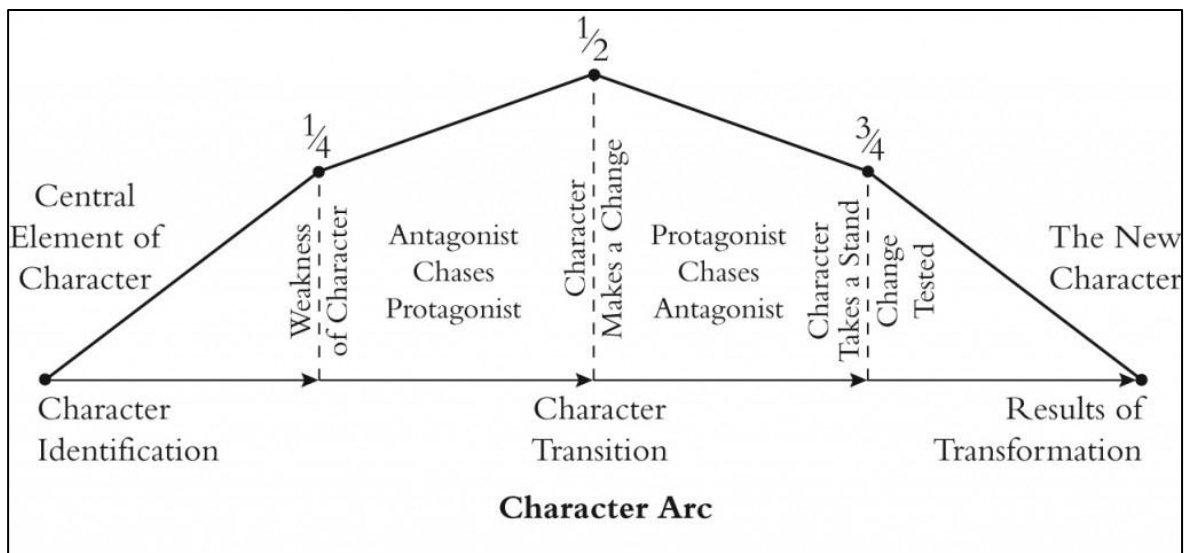 ½
¼
¾
Central
Element of
Character
Weakness
of Character
Antagonist
Chases
Protagonist
Character
Makes a Change
Protagonist
Chases
Antagonist
Character
Takes a Stand
Change
Tested
The New
Character
Character
Identification
Character
Transition
Results of
Transformation
Character Arc